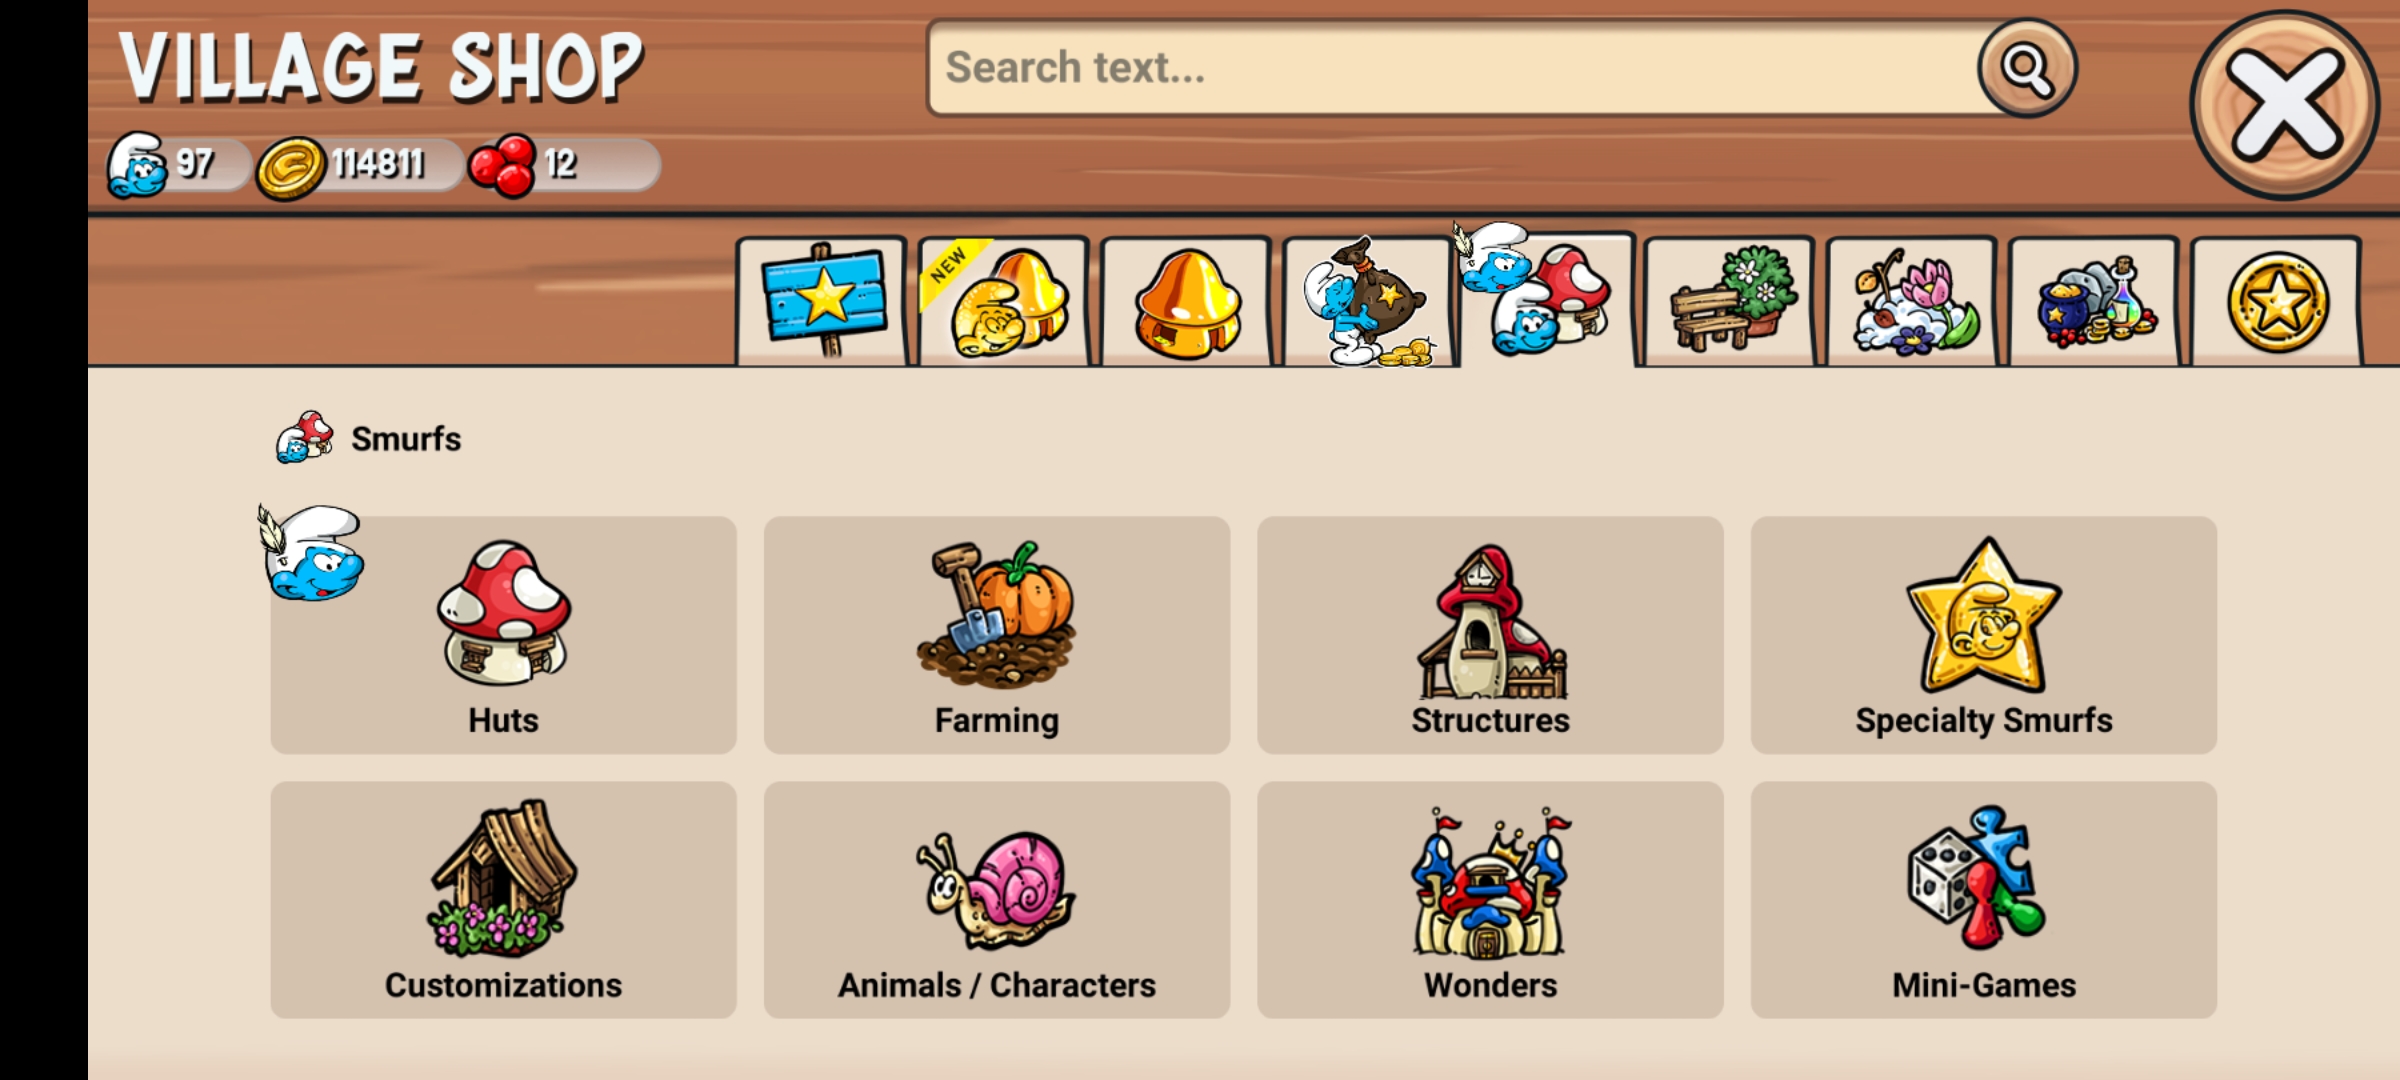 VILLAGE SHOP
Search text...
97
114811
12
NEW
Smurfs
Huts
Farming
Structures
Specialty Smurfs
Customizations
Animals / Characters
Wonders
Mini-Games